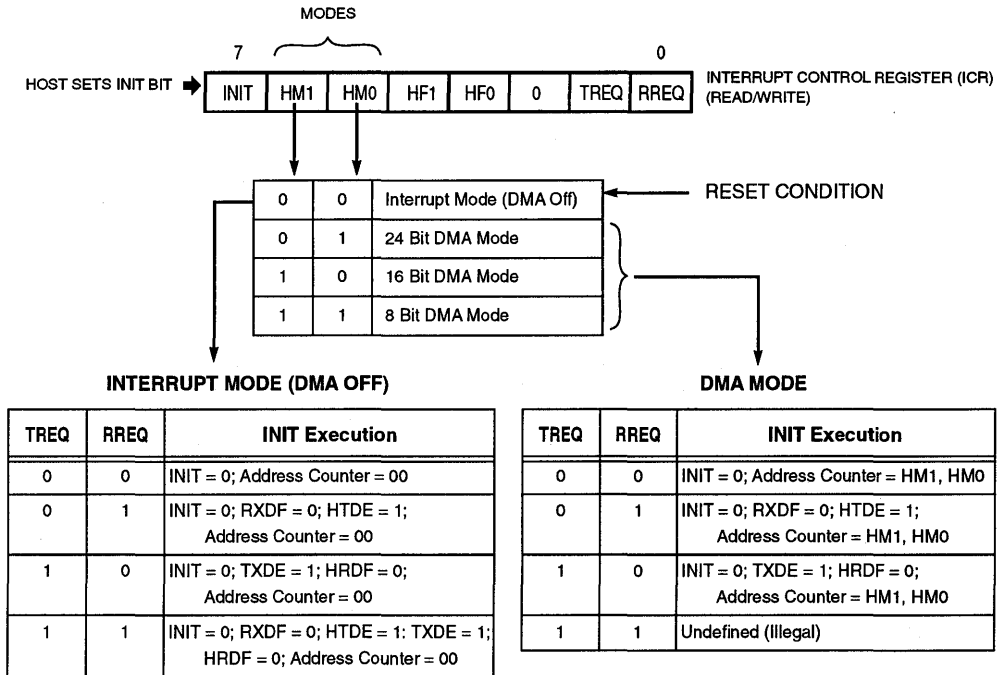 MODES
7 0
HOST SETS INIT BIT
INIT HM1 HM0 HF1 HF0 0 TREQ RREQ
INTERRUPT CONTROL REGISTER (ICR)
(READ/WRITE)
0 0 Interrupt Mode (DMA Off)
RESET CONDITION
0 1 24 Bit DMA Mode
1 0 16 Bit DMA Mode
1 1 8 Bit DMA Mode
INTERRUPT MODE (DMA OFF)
TREQ RREQ INIT Execution
0 0 INIT = 0; Address Counter = 00
0 1 INIT = 0; RXDF = 0; HTDE = 1;
Address Counter = 00
1 0 INIT = 0; TXDE = 1; HRDF = 0;
Address Counter = 00
1 1 INIT = 0; RXDF = 0; HTDE = 1: TXDE = 1;
HRDF = 0; Address Counter = 00
DMA MODE
TREQ RREQ INIT Execution
0 0 INIT = 0; Address Counter = HM1, HM0
0 1 INIT = 0; RXDF = 0; HTDE = 1;
Address Counter = HM1, HM0
1 0 INIT = 0; TXDE = 1; HRDF = 0;
Address Counter = HM1, HM0
1 1 Undefined (Illegal)